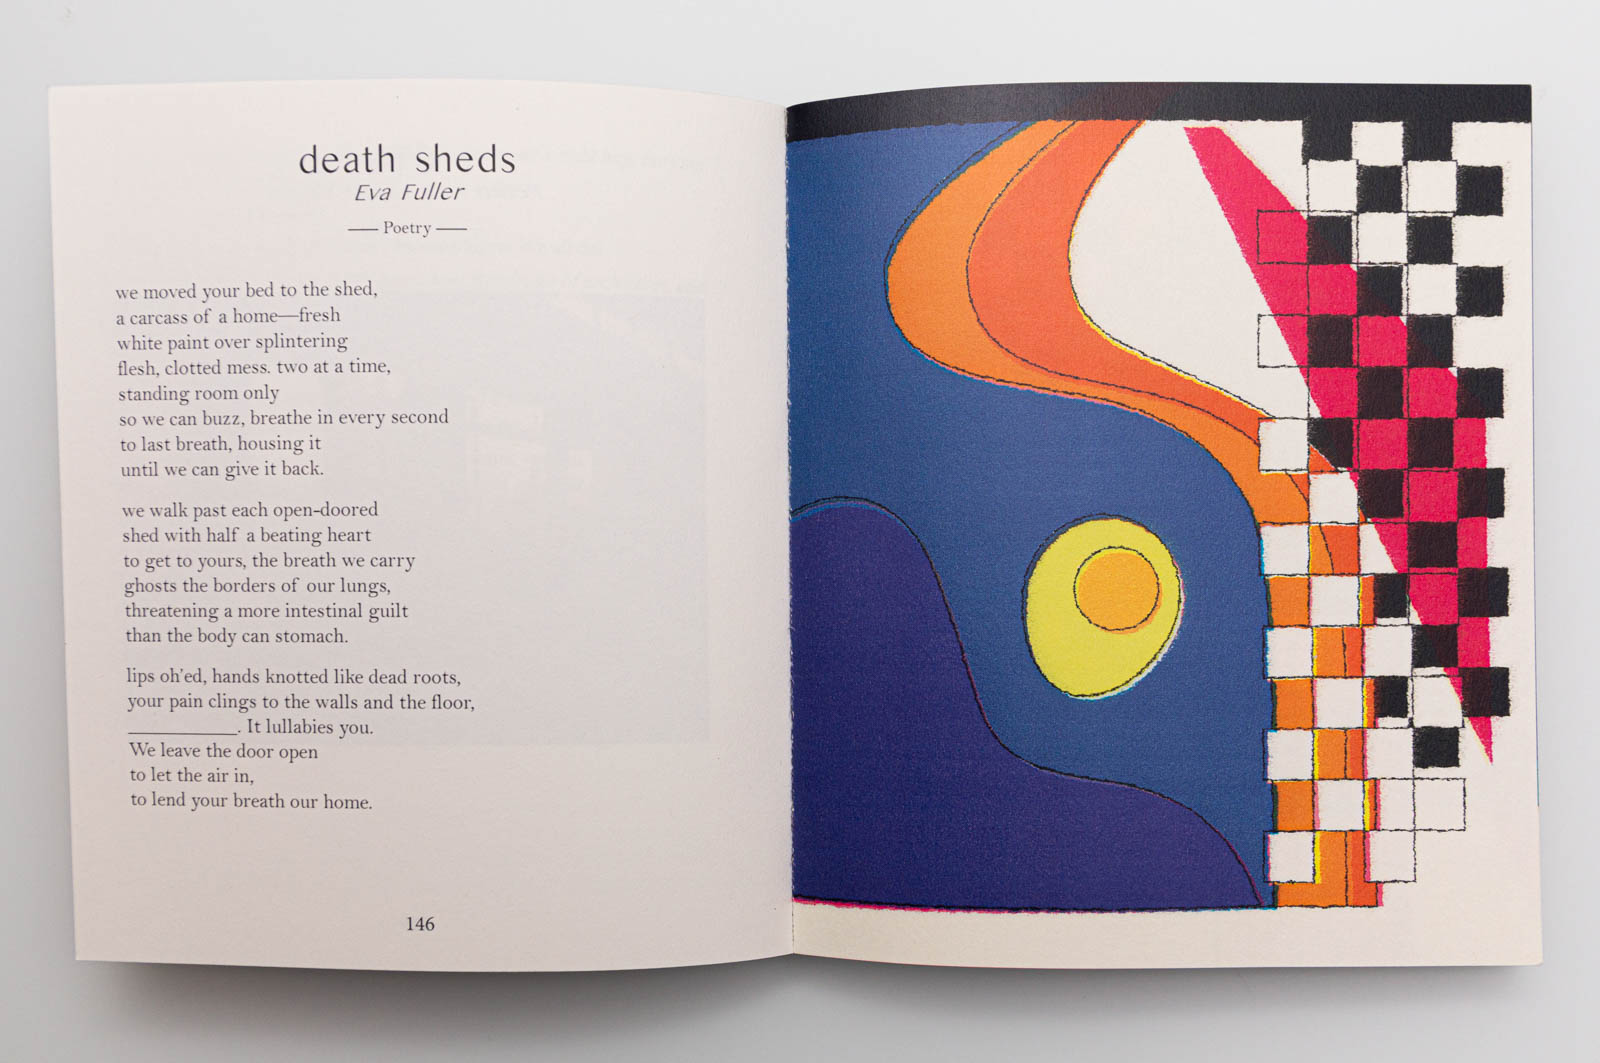 death sheds
Eva Fuller
— Poetry —
we moved your bed to the shed,
a carcass of a home—fresh
white paint over splintering
flesh, clotted mess. two at a time,
standing room only
so we can buzz, breathe in every second
to last breath, housing it
until we can give it back.
we walk past each open-doored
shed with half a beating heart
to get to yours, the breath we carry
ghosts the borders of our lungs,
threatening a more intestinal guilt
than the body can stomach.
lips oh’ed, hands knotted like dead roots,
your pain clings to the walls and the floor,
___________. It lullabies you.
We leave the door open
to let the air in,
to lend your breath our home.
146